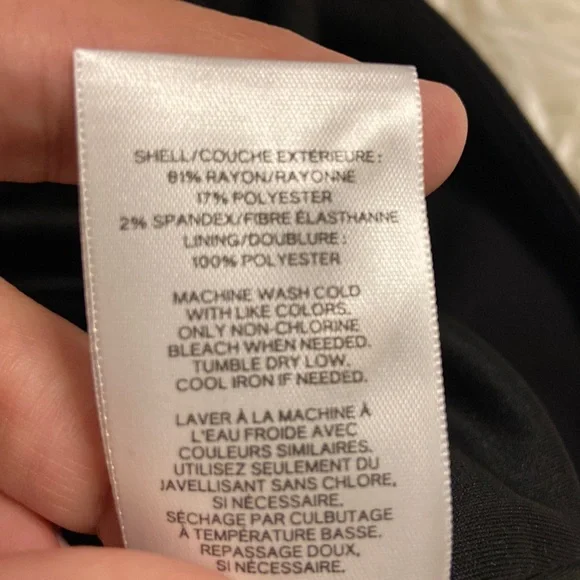 SHELL/COUCHE EXTÉRIEURE:
81% RAYON/RAYONNE
17% POLYESTER
2% SPANDEX/FIBRE ÉLASTHANNE
LINING/DOUBLURE:
100% POLYESTER
MACHINE WASH COLD
WITH LIKE COLORS.
ONLY NON-CHLORINE
BLEACH WHEN NEEDED.
TUMBLE DRY LOW.
COOL IRON IF NEEDED.
LAVER À LA MACHINE À
L'EAU FROIDE AVEC
COULEURS SIMILAIRES.
UTILISEZ SEULEMENT DU
JAVELLISANT SANS CHLORE,
SI NÉCESSAIRE.
SÉCHAGE PAR CULBUTAGE
À TEMPÉRATURE BASSE.
REPASSAGE DOUX,
SI NÉCESSAIRE.